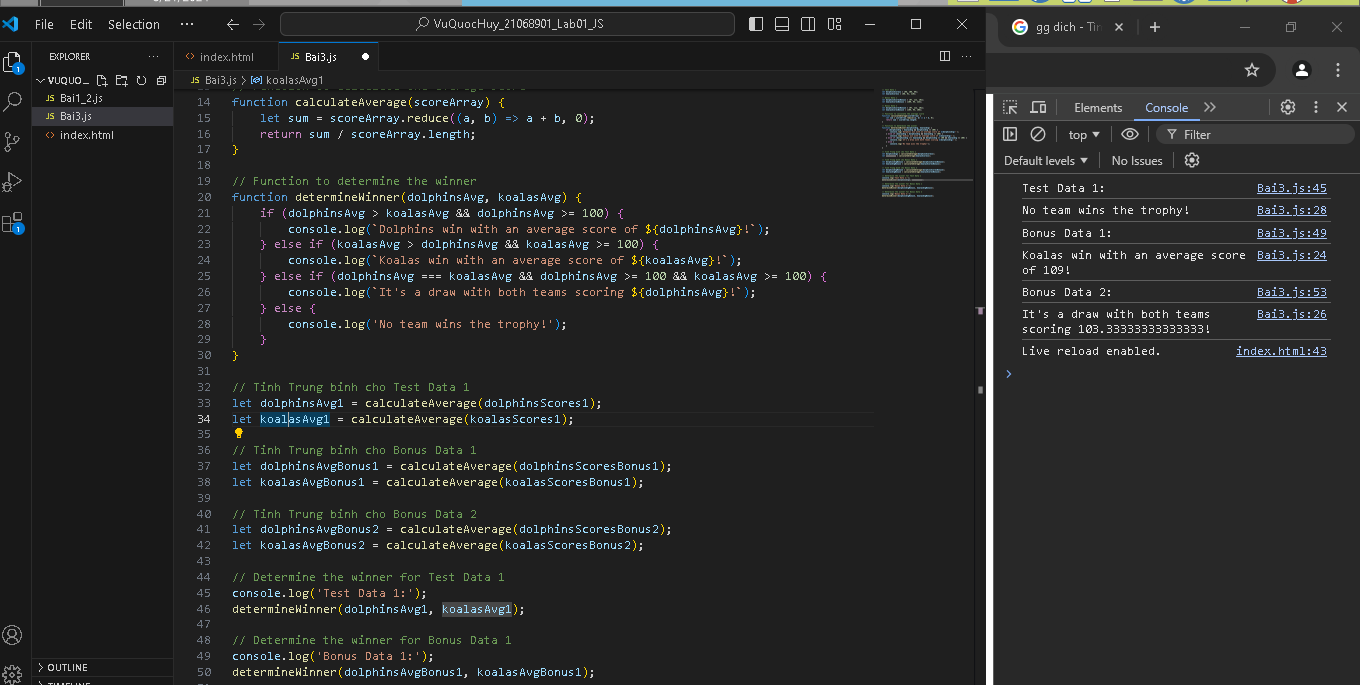 File Edit Selection ··· VuQuocHuy_21068901_Lab01_JS
EXPLORER
VUQUO...
JS Bai1_2.js
JS Bai3.js
<> index.html
OUTLINE
<> index.html
JS Bai3.js
JS Bai3.js > koalasAvg1
14 function calculateAverage(scoreArray) {
15 let sum = scoreArray.reduce((a, b) => a + b, 0);
16 return sum / scoreArray.length;
17 }
18
19 // Function to determine the winner
20 function determineWinner(dolphinsAvg, koalasAvg) {
21 if (dolphinsAvg > koalasAvg && dolphinsAvg >= 100) {
22 console.log(`Dolphins win with an average score of ${dolphinsAvg}!`);
23 } else if (koalasAvg > dolphinsAvg && koalasAvg >= 100) {
24 console.log(`Koalas win with an average score of ${koalasAvg}!`);
25 } else if (dolphinsAvg === koalasAvg && dolphinsAvg >= 100 && koalasAvg >= 100) {
26 console.log(`It's a draw with both teams scoring ${dolphinsAvg}!`);
27 } else {
28 console.log('No team wins the trophy!');
29 }
30 }
31
32 // Tính Trung bình cho Test Data 1
33 let dolphinsAvg1 = calculateAverage(dolphinsScores1);
34 let koalasAvg1 = calculateAverage(koalasScores1);
35
36 // Tính Trung bình cho Bonus Data 1
37 let dolphinsAvgBonus1 = calculateAverage(dolphinsScoresBonus1);
38 let koalasAvgBonus1 = calculateAverage(koalasScoresBonus1);
39
40 // Tính Trung bình cho Bonus Data 2
41 let dolphinsAvgBonus2 = calculateAverage(dolphinsScoresBonus2);
42 let koalasAvgBonus2 = calculateAverage(koalasScoresBonus2);
43
44 // Determine the winner for Test Data 1
45 console.log('Test Data 1:');
46 determineWinner(dolphinsAvg1, koalasAvg1);
47
48 // Determine the winner for Bonus Data 1
49 console.log('Bonus Data 1:');
50 determineWinner(dolphinsAvgBonus1, koalasAvgBonus1);
gg dich - Tìn
Elements Console
top Filter
Default levels No Issues
Test Data 1: Bai3.js:45
No team wins the trophy! Bai3.js:28
Bonus Data 1: Bai3.js:49
Koalas win with an average score Bai3.js:24
of 109!
Bonus Data 2: Bai3.js:53
It's a draw with both teams Bai3.js:26
scoring 103.33333333333333!
Live reload enabled. index.html:43